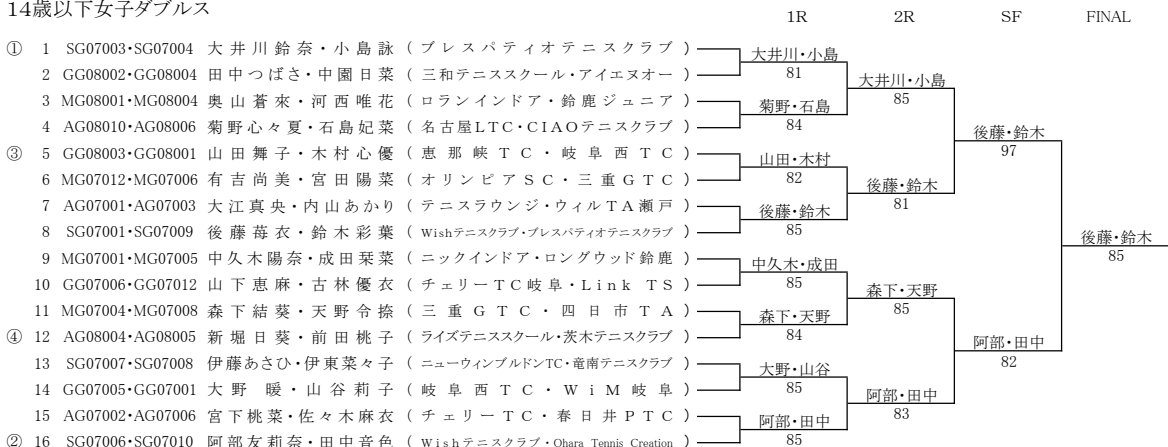 14歳以下女子ダブルス
1R 2R SF FINAL
① 1 SG07003・SG07004 大井川鈴奈・小島詠 ( ブレスパティオテニスクラブ )
大井川・小島
81
2 GG08002・GG08004 田中つばさ・中園日菜 ( 三和テニススクール・アイエヌオー )
大井川・小島
85
3 MG08001・MG08004 奥山蒼來・河西唯花 ( ロランインドア・鈴鹿ジュニア )
菊野・石島
84
4 AG08010・AG08006 菊野心々夏・石島妃菜 ( 名古屋LTC・CIAOテニスクラブ )
後藤・鈴木
97
③ 5 GG08003・GG08001 山田舞子・木村心優 ( 恵那峡TC・岐阜西TC )
山田・木村
82
6 MG07012・MG07006 有吉尚美・宮田陽菜 ( オリンピアSC・三重GTC )
後藤・鈴木
81
7 AG07001・AG07003 大江真央・内山あかり ( テニスラウンジ・ウィルTA瀬戸 )
後藤・鈴木
85
8 SG07001・SG07009 後藤苺衣・鈴木彩葉 ( Wishテニスクラブ・ブレスパティオテニスクラブ )
後藤・鈴木
85
9 MG07001・MG07005 中久木陽奈・成田栞菜 ( ニックインドア・ロングウッド鈴鹿 )
中久木・成田
85
10 GG07006・GG07012 山下恵麻・古林優衣 ( チェリーTC岐阜・Link TS )
森下・天野
85
11 MG07004・MG07008 森下結葵・天野令捺 ( 三重GTC・四日市TA )
森下・天野
84
④ 12 AG08004・AG08005 新堀日葵・前田桃子 ( ライズテニススクール・茨木テニスクラブ )
阿部・田中
82
13 SG07007・SG07008 伊藤あさひ・伊東菜々子 ( ニューウィンブルドンTC・竜南テニスクラブ )
大野・山谷
85
14 GG07005・GG07001 大野 暖・山谷莉子 ( 岐阜西TC・WiM岐阜 )
阿部・田中
83
15 AG07002・AG07006 宮下桃菜・佐々木麻衣 ( チェリーTC・春日井PTC )
阿部・田中
85
② 16 SG07006・SG07010 阿部友莉奈・田中音色 ( Wishテニスクラブ・Ohara Tennis Creation )